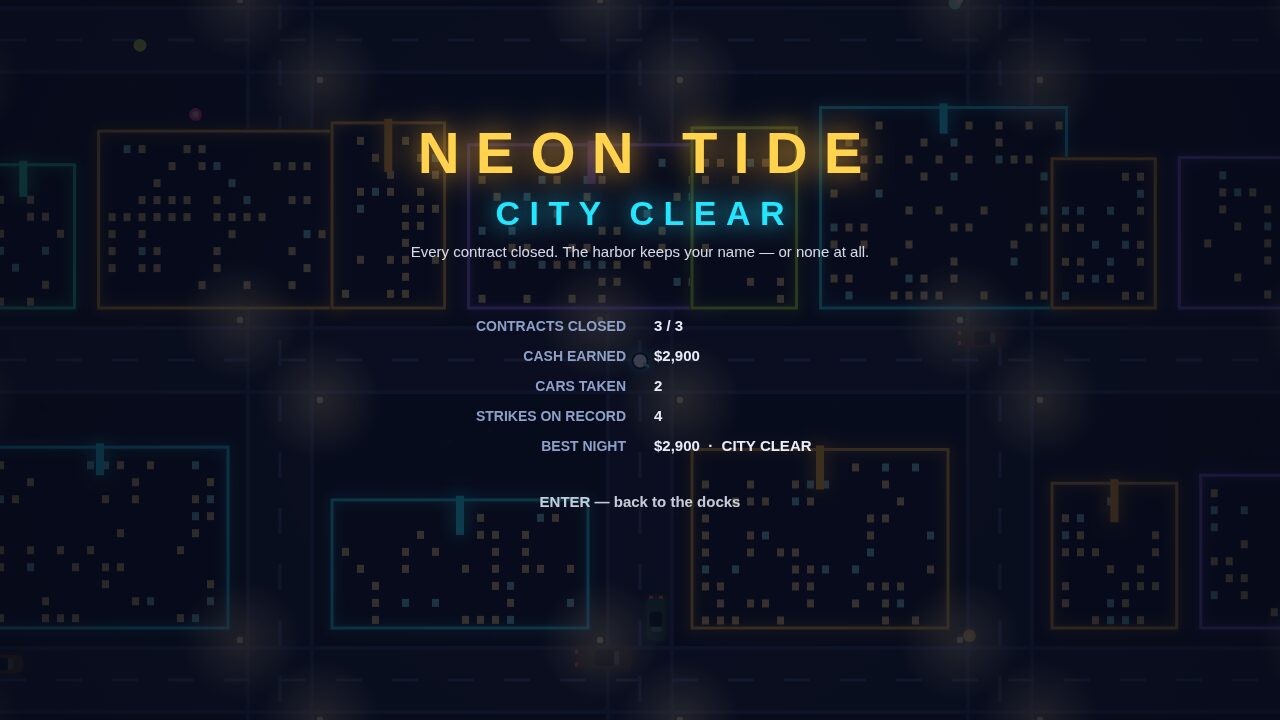 NEON TIDE
CITY CLEAR
Every contract closed. The harbor keeps your name — or none at all.
CONTRACTS CLOSED 3 / 3
CASH EARNED $2,900
CARS TAKEN 2
STRIKES ON RECORD 4
BEST NIGHT $2,900 · CITY CLEAR
ENTER — back to the docks